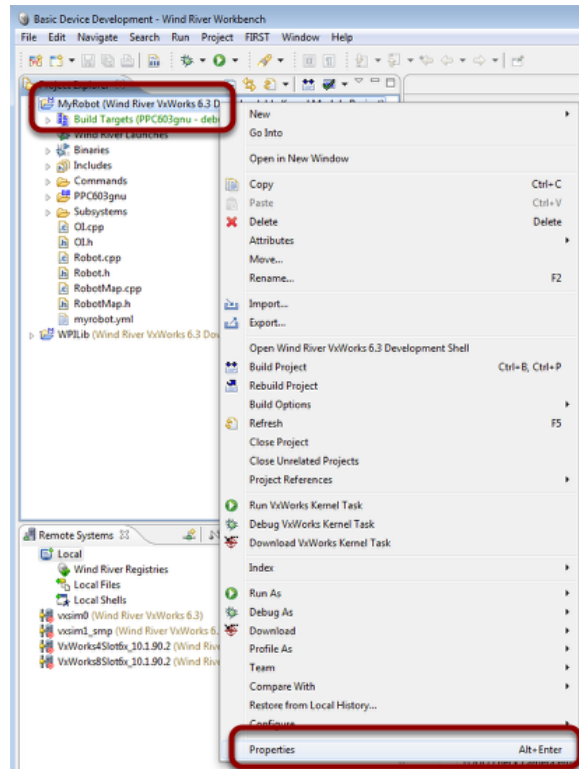 Basic Device Development - Wind River Workbench
File Edit Navigate Search Run Project FIRST Window Help
Project Explorer
MyRobot (Wind River VxWorks 6.3 D
Build Targets (PPC603gnu - deb
Wind River Launches
Binaries
Includes
Commands
PPC603gnu
Subsystems
OI.cpp
OI.h
Robot.cpp
Robot.h
RobotMap.cpp
RobotMap.h
myrobot.yml
WPILib (Wind River VxWorks 6.3 Dow
New
Go Into
Open in New Window
Copy Ctrl+C
Paste Ctrl+V
Delete Delete
Attributes
Move...
Rename... F2
Import...
Export...
Open Wind River VxWorks 6.3 Development Shell
Build Project Ctrl+B, Ctrl+P
Rebuild Project
Build Options
Refresh F5
Close Project
Close Unrelated Projects
Project References
Run VxWorks Kernel Task
Debug VxWorks Kernel Task
Download VxWorks Kernel Task
Index
Run As
Debug As
Download
Profile As
Team
Compare With
Restore from Local History...
Configure
Properties Alt+Enter
Remote Systems
Local
Wind River Registries
Local Files
Local Shells
vxsim0 (Wind River VxWorks 6.3)
vxsim1_smp (Wind River VxWorks 6.
VxWorks4Slot6x_10.1.90.2 (Wind Rive
VxWorks8Slot6x_10.1.90.2 (Wind Rive